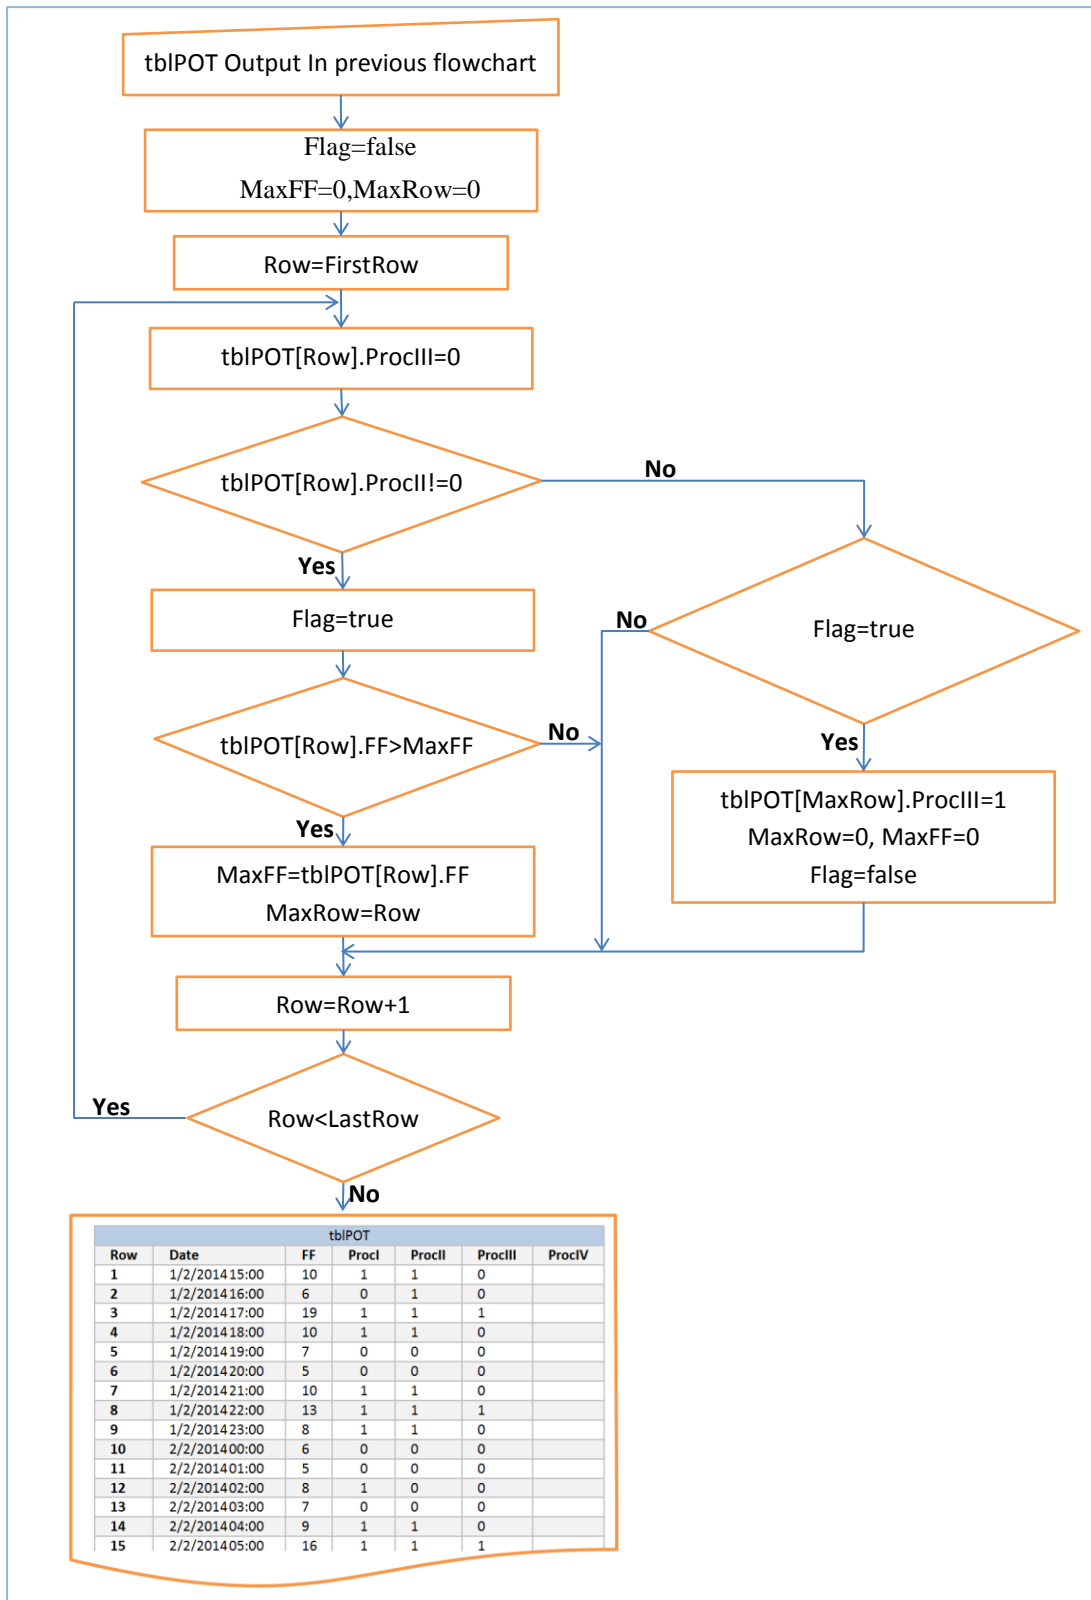 tblPOT Output In previous flowchart
Flag=false
MaxFF=0,MaxRow=0
Row=FirstRow
tblPOT[Row].ProcIII=0
tblPOT[Row].ProcII!=0
No
Yes
Flag=true
No
Flag=true
tblPOT[Row].FF>MaxFF
No
Yes
Yes
tblPOT[MaxRow].ProcIII=1
MaxRow=0, MaxFF=0
Flag=false
MaxFF=tblPOT[Row].FF
MaxRow=Row
Row=Row+1
Yes
Row<LastRow
No
tblPOT
Row Date FF ProcI ProcII ProcIII ProcIV
1 1/2/2014 15:00 10 1 1 0
2 1/2/2014 16:00 6 0 1 0
3 1/2/2014 17:00 19 1 1 1
4 1/2/2014 18:00 10 1 1 0
5 1/2/2014 19:00 7 0 0 0
6 1/2/2014 20:00 5 0 0 0
7 1/2/2014 21:00 10 1 1 0
8 1/2/2014 22:00 13 1 1 1
9 1/2/2014 23:00 8 1 1 0
10 2/2/2014 00:00 6 0 0 0
11 2/2/2014 01:00 5 0 0 0
12 2/2/2014 02:00 8 1 0 0
13 2/2/2014 03:00 7 0 0 0
14 2/2/2014 04:00 9 1 1 0
15 2/2/2014 05:00 16 1 1 1